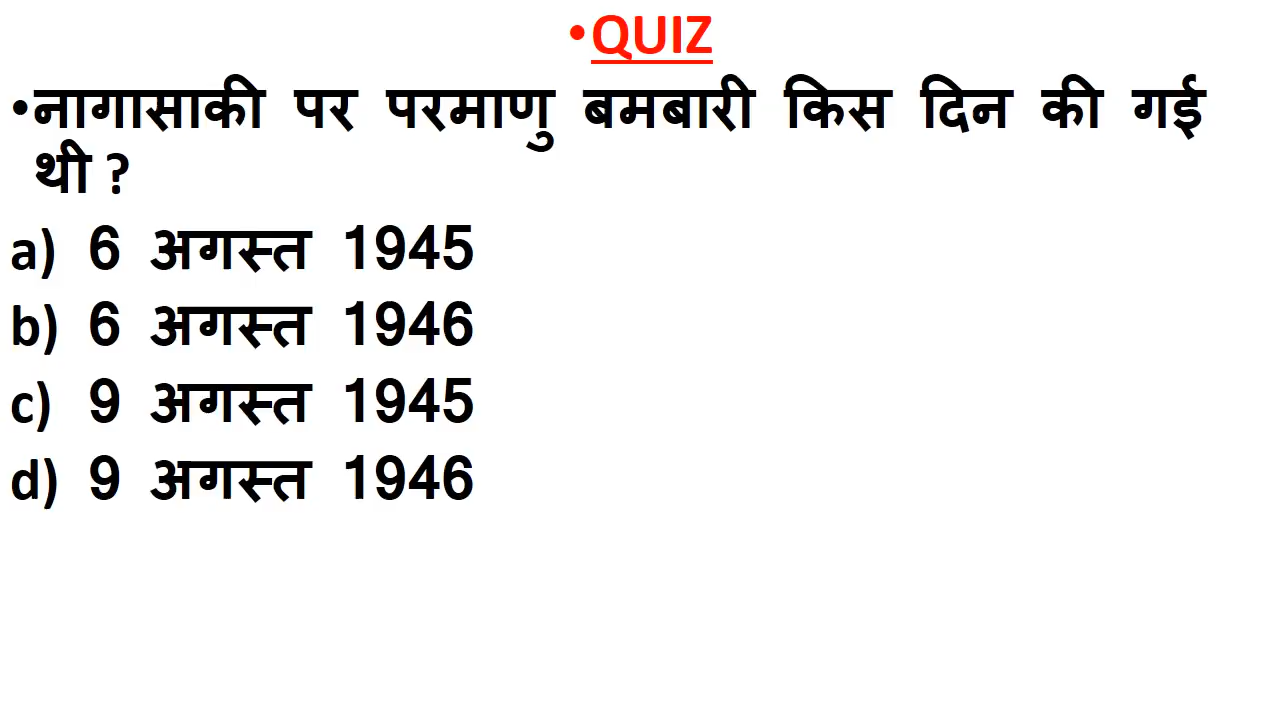 •QUIZ
•नागासाकी पर परमाणु बमबारी किस दिन की गई
थी ?
a) 6 अगस्त 1945
b) 6 अगस्त 1946
c) 9 अगस्त 1945
d) 9 अगस्त 1946